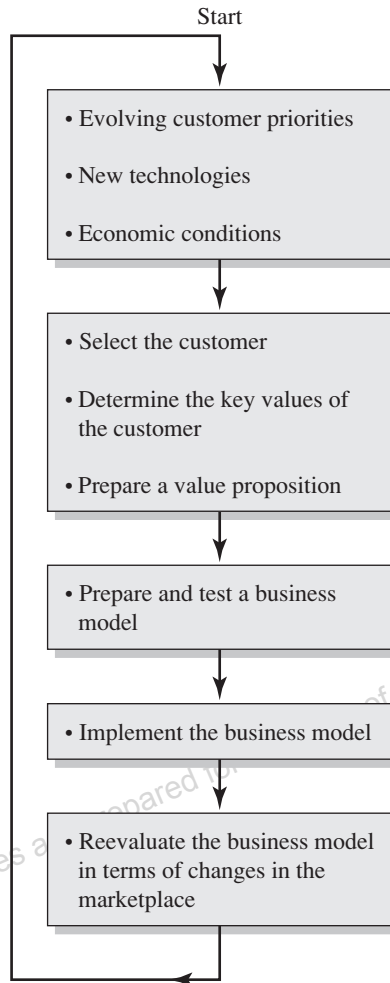 Start
• Evolving customer priorities
• New technologies
• Economic conditions
• Select the customer
• Determine the key values of
the customer
• Prepare a value proposition
• Prepare and test a business
model
• Implement the business model
• Reevaluate the business model
in terms of changes in the
marketplace